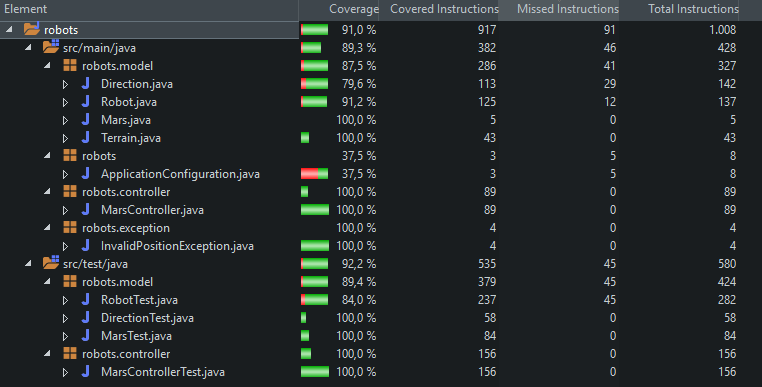 Element Coverage Covered Instructions Missed Instructions Total Instructions
robots 91,0 % 917 91 1.008
src/main/java 89,3 % 382 46 428
robots.model 87,5 % 286 41 327
Direction.java 79,6 % 113 29 142
Robot.java 91,2 % 125 12 137
Mars.java 100,0 % 5 0 5
Terrain.java 100,0 % 43 0 43
robots 37,5 % 3 5 8
ApplicationConfiguration.java 37,5 % 3 5 8
robots.controller 100,0 % 89 0 89
MarsController.java 100,0 % 89 0 89
robots.exception 100,0 % 4 0 4
InvalidPositionException.java 100,0 % 4 0 4
src/test/java 92,2 % 535 45 580
robots.model 89,4 % 379 45 424
RobotTest.java 84,0 % 237 45 282
DirectionTest.java 100,0 % 58 0 58
MarsTest.java 100,0 % 84 0 84
robots.controller 100,0 % 156 0 156
MarsControllerTest.java 100,0 % 156 0 156